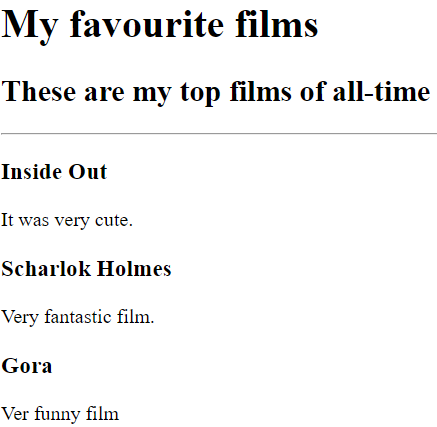 My favourite films
These are my top films of all-time
Inside Out
It was very cute.
Scharlok Holmes
Very fantastic film.
Gora
Ver funny film